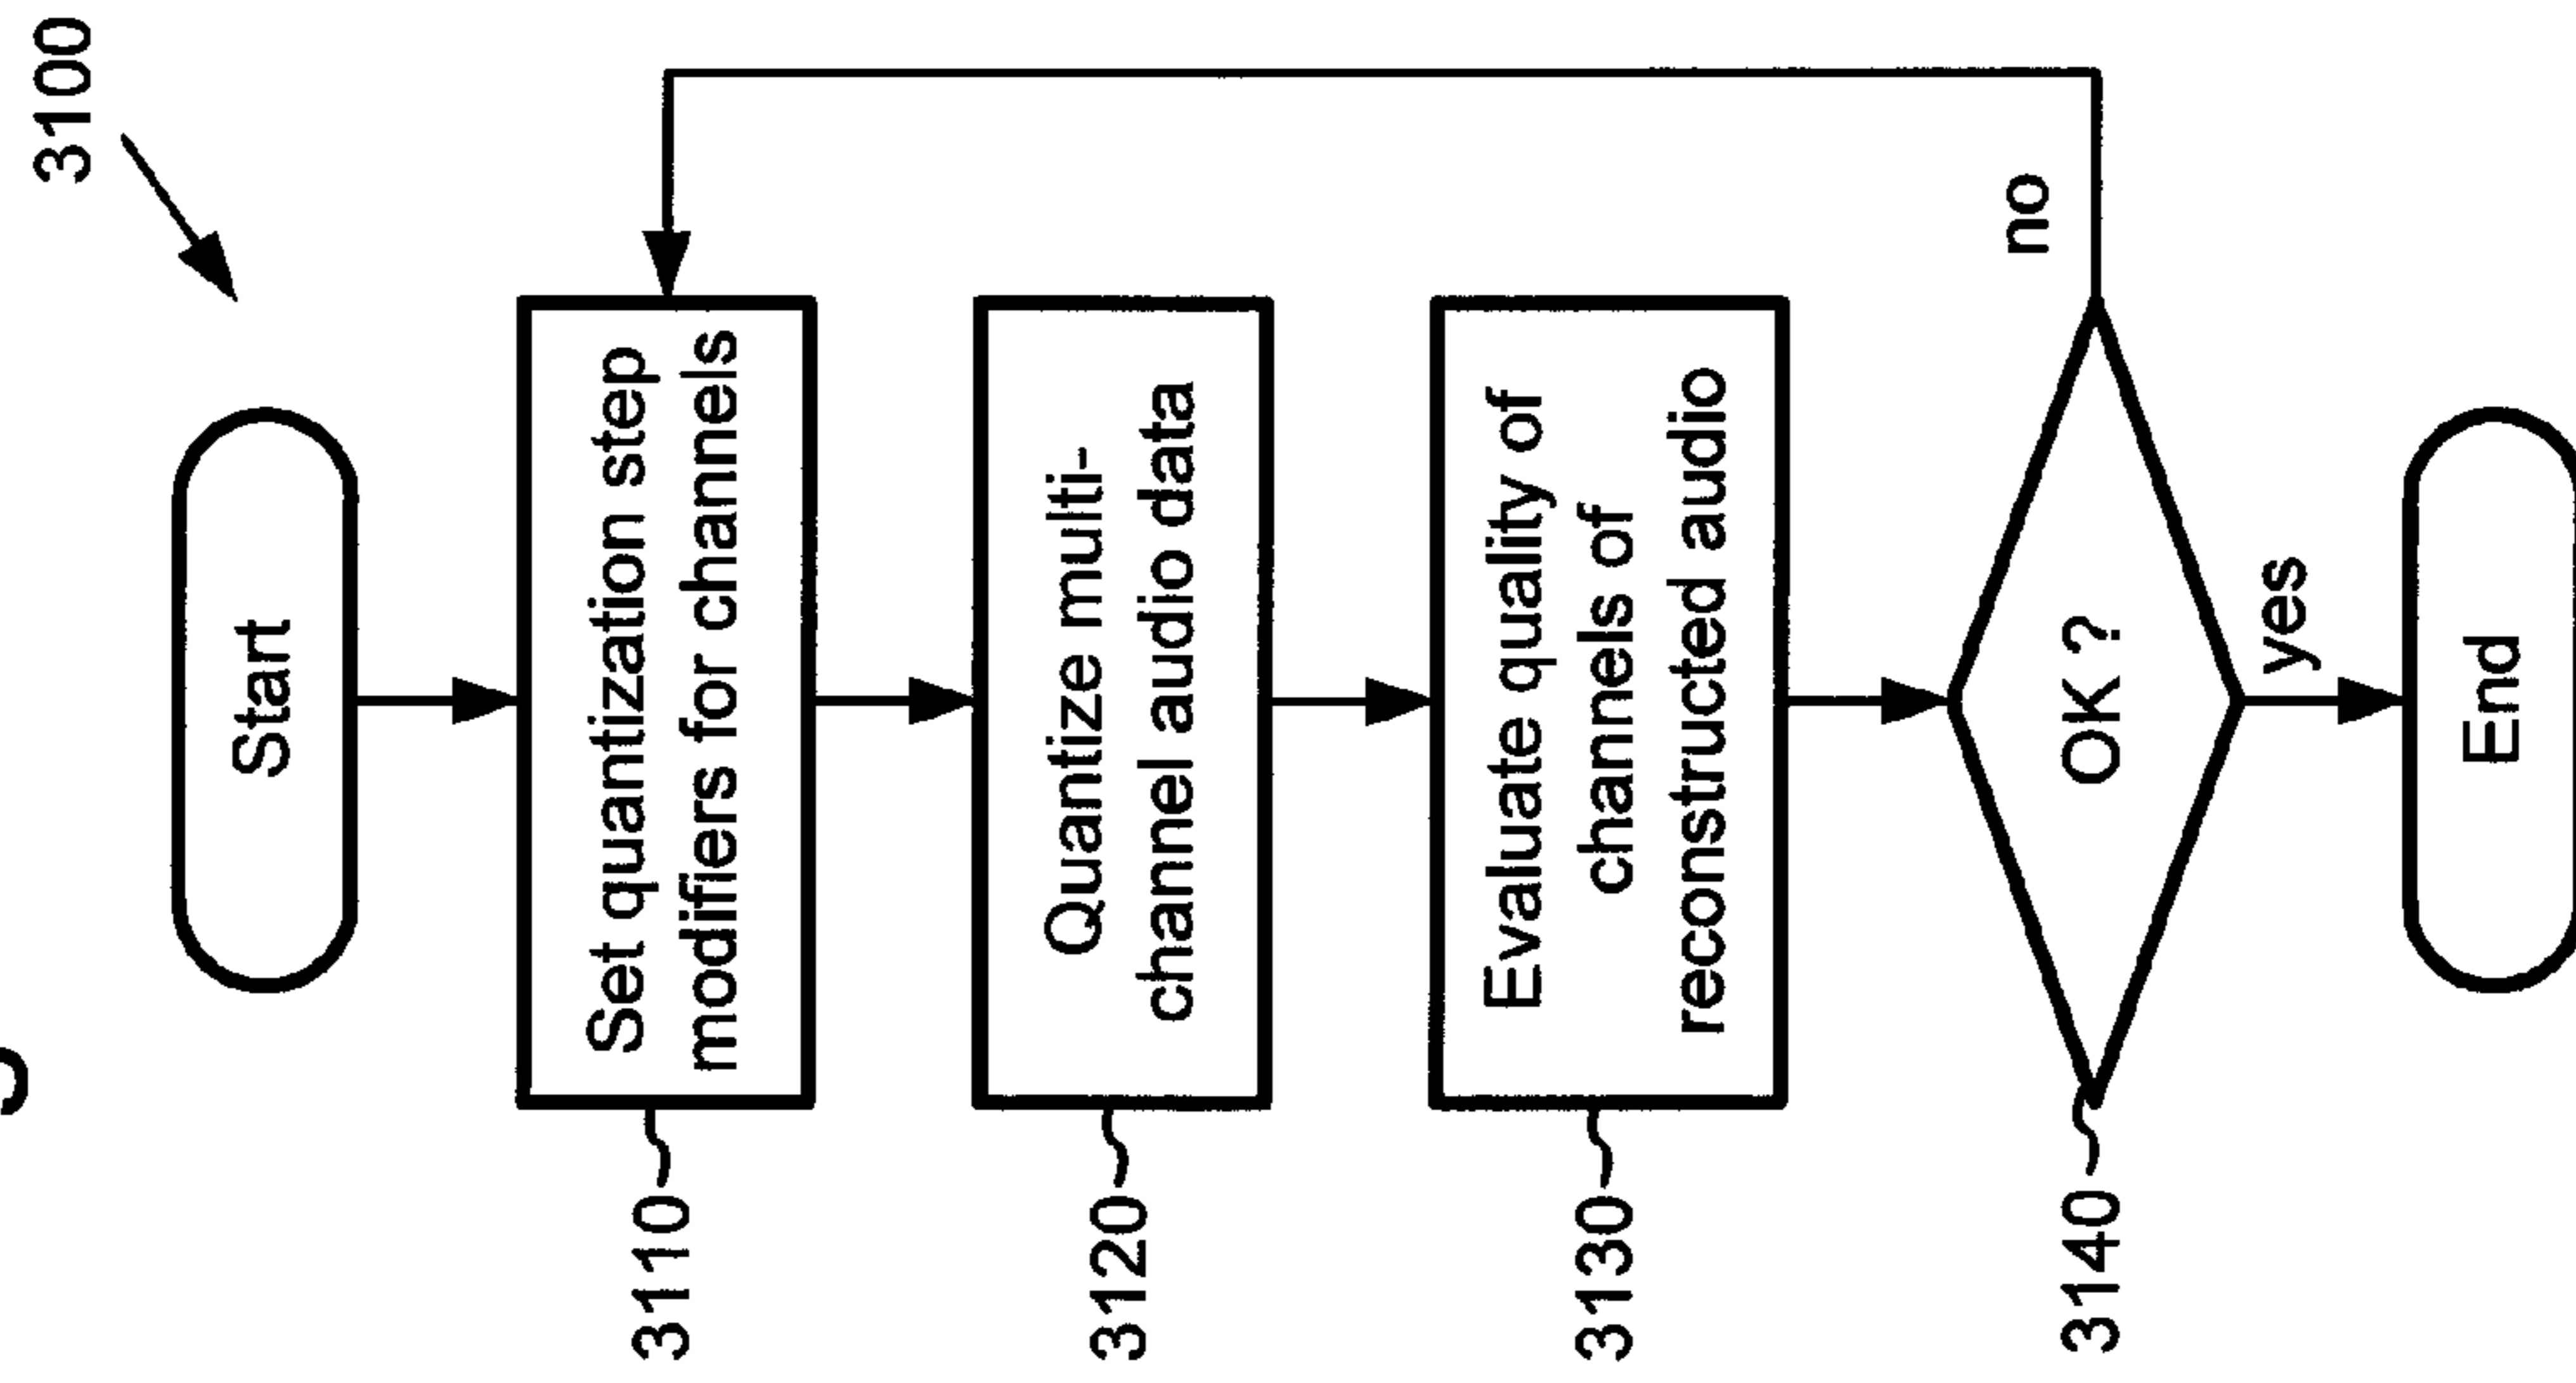 3100
Start
Set quantization step
modifiers for channels
3110
Quantize multi-
channel audio data
3120
Evaluate quality of
channels of
reconstructed audio
3130
OK ?
3140
no
yes
End